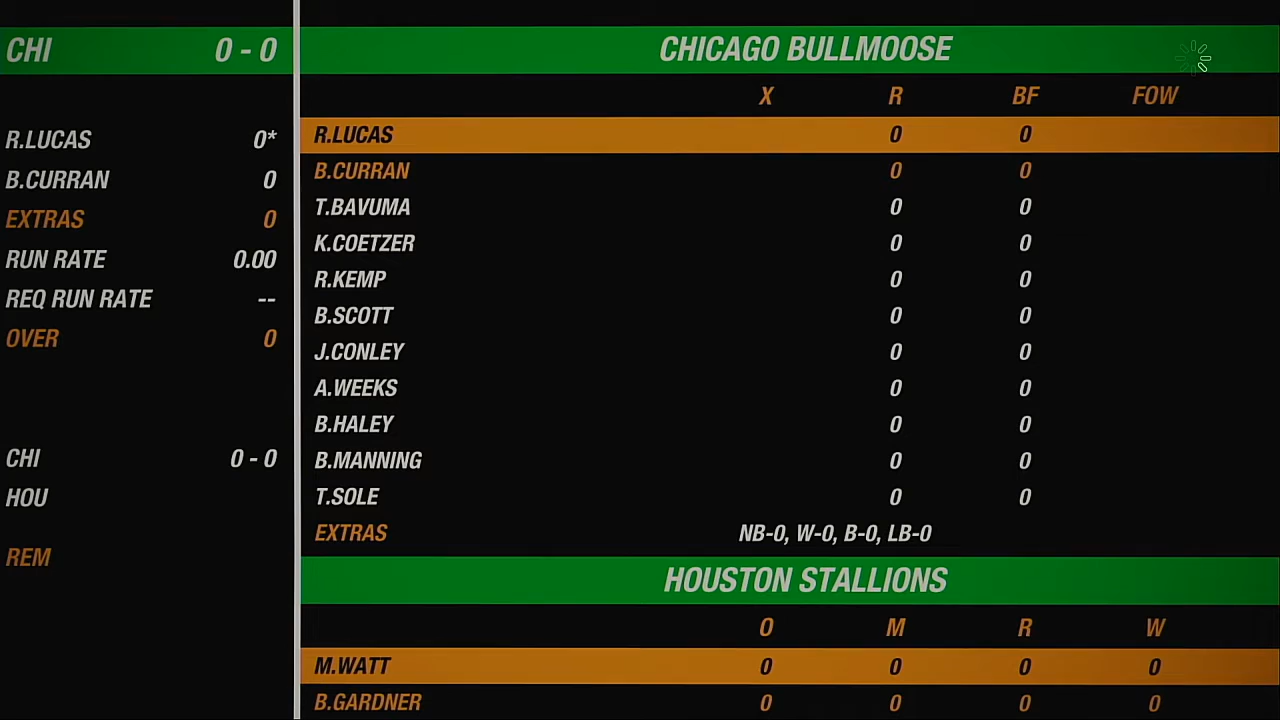 CHI 0 - 0
R.LUCAS 0*
B.CURRAN 0
EXTRAS 0
RUN RATE 0.00
REQ RUN RATE --
OVER 0
CHI 0 - 0
HOU
REM
CHICAGO BULLMOOSE
X R BF FOW
R.LUCAS 0 0
B.CURRAN 0 0
T.BAVUMA 0 0
K.COETZER 0 0
R.KEMP 0 0
B.SCOTT 0 0
J.CONLEY 0 0
A.WEEKS 0 0
B.HALEY 0 0
B.MANNING 0 0
T.SOLE 0 0
EXTRAS NB-0, W-0, B-0, LB-0
HOUSTON STALLIONS
O M R W
M.WATT 0 0 0 0
B.GARDNER 0 0 0 0